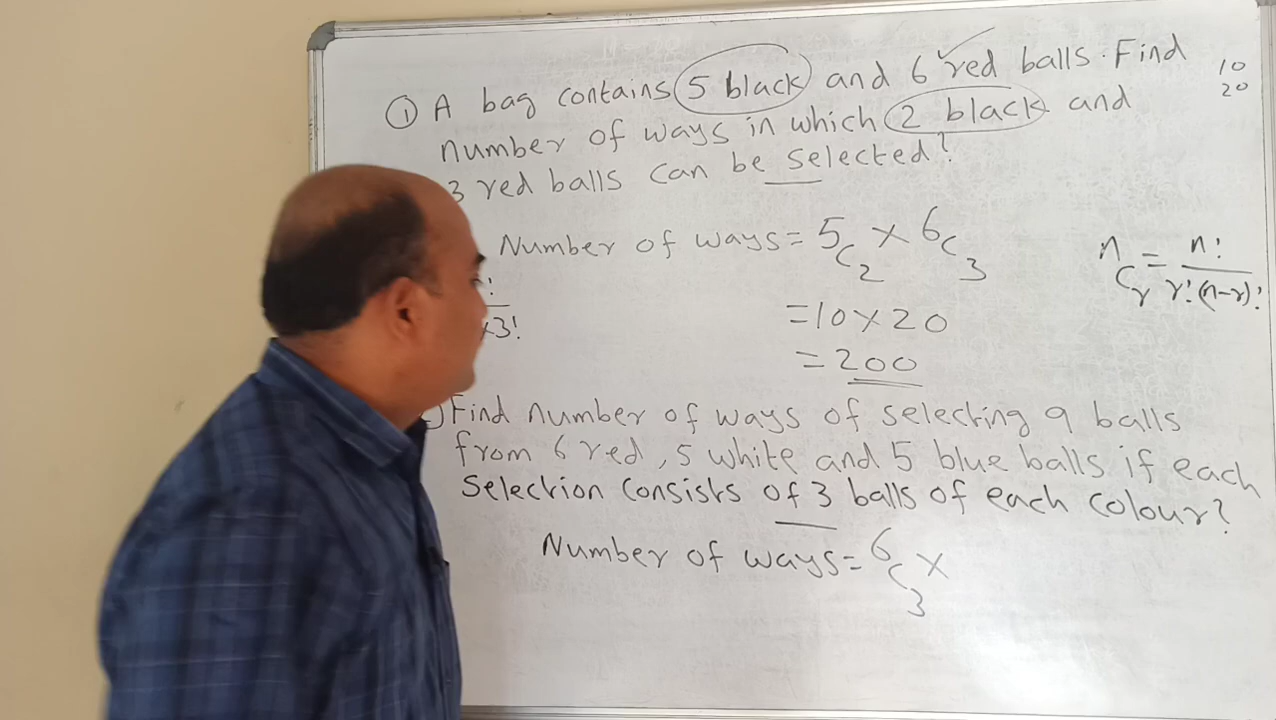 ① A bag contains 5 black and 6 red balls. Find
number of ways in which 2 black and
3 red balls can be selected?
10
20
Number of ways = 5C2 × 6C3
= 10 × 20
= 200
nCr = n! / r!(n-r)!
!
×3!
) Find number of ways of selecting 9 balls
from 6 red, 5 white and 5 blue balls if each
Selection consists of 3 balls of each colour?
Number of ways = 6C3 ×